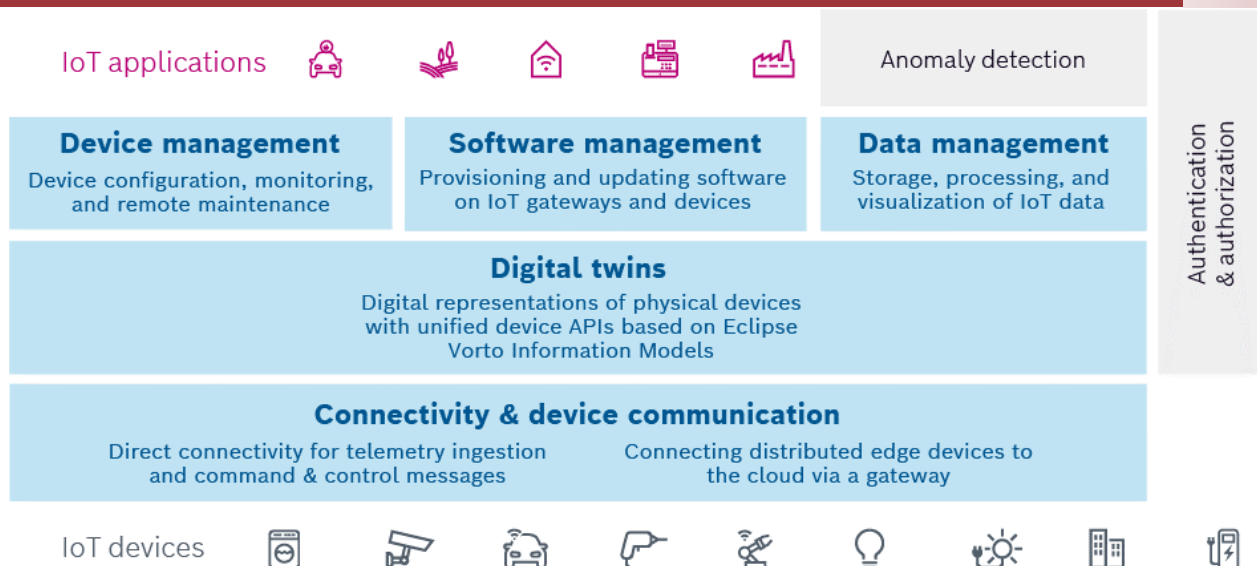 IoT applications
Anomaly detection
Device management
Device configuration, monitoring,
and remote maintenance
Software management
Provisioning and updating software
on IoT gateways and devices
Data management
Storage, processing, and
visualization of IoT data
Authentication
& authorization
Digital twins
Digital representations of physical devices
with unified device APIs based on Eclipse
Vorto Information Models
Connectivity & device communication
Direct connectivity for telemetry ingestion
and command & control messages
Connecting distributed edge devices to
the cloud via a gateway
IoT devices